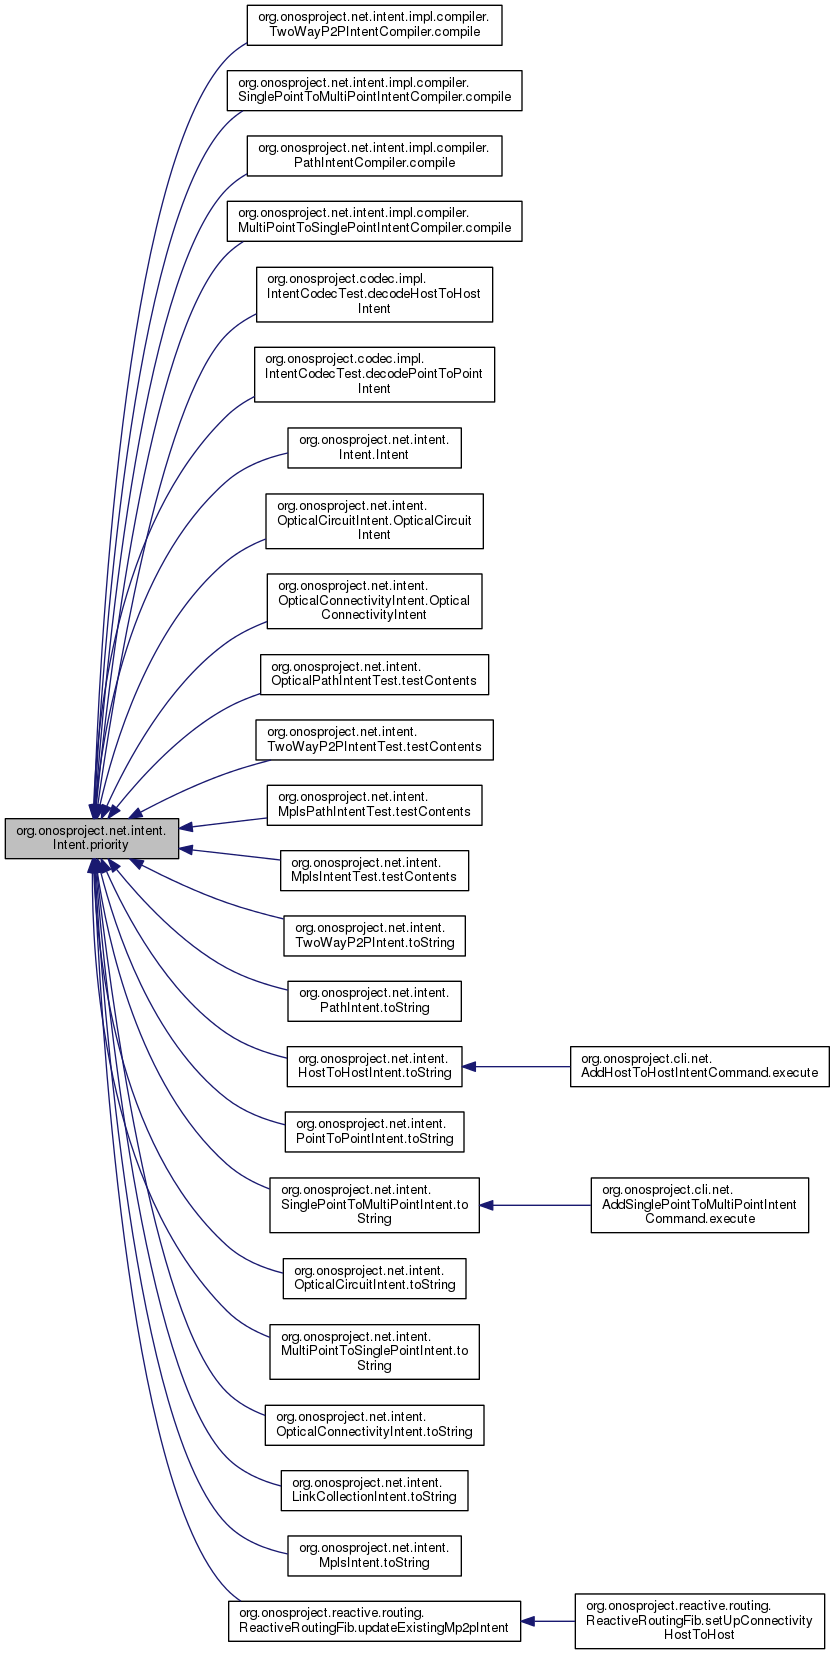 org.onosproject.net.intent.impl.compiler.
TwoWayP2PIntentCompiler.compile
org.onosproject.net.intent.impl.compiler.
SinglePointToMultiPointIntentCompiler.compile
org.onosproject.net.intent.impl.compiler.
PathIntentCompiler.compile
org.onosproject.net.intent.impl.compiler.
MultiPointToSinglePointIntentCompiler.compile
org.onosproject.codec.impl.
IntentCodecTest.decodeHostToHost
Intent
org.onosproject.codec.impl.
IntentCodecTest.decodePointToPoint
Intent
org.onosproject.net.intent.
Intent.Intent
org.onosproject.net.intent.
OpticalCircuitIntent.OpticalCircuit
Intent
org.onosproject.net.intent.
OpticalConnectivityIntent.Optical
ConnectivityIntent
org.onosproject.net.intent.
OpticalPathIntentTest.testContents
org.onosproject.net.intent.
TwoWayP2PIntentTest.testContents
org.onosproject.net.intent.
MplsPathIntentTest.testContents
org.onosproject.net.intent.
Intent.priority
org.onosproject.net.intent.
MplsIntentTest.testContents
org.onosproject.net.intent.
TwoWayP2PIntent.toString
org.onosproject.net.intent.
PathIntent.toString
org.onosproject.net.intent.
HostToHostIntent.toString
org.onosproject.cli.net.
AddHostToHostIntentCommand.execute
org.onosproject.net.intent.
PointToPointIntent.toString
org.onosproject.net.intent.
SinglePointToMultiPointIntent.to
String
org.onosproject.cli.net.
AddSinglePointToMultiPointIntent
Command.execute
org.onosproject.net.intent.
OpticalCircuitIntent.toString
org.onosproject.net.intent.
MultiPointToSinglePointIntent.to
String
org.onosproject.net.intent.
OpticalConnectivityIntent.toString
org.onosproject.net.intent.
LinkCollectionIntent.toString
org.onosproject.net.intent.
MplsIntent.toString
org.onosproject.reactive.routing.
ReactiveRoutingFib.updateExistingMp2pIntent
org.onosproject.reactive.routing.
ReactiveRoutingFib.setUpConnectivity
HostToHost